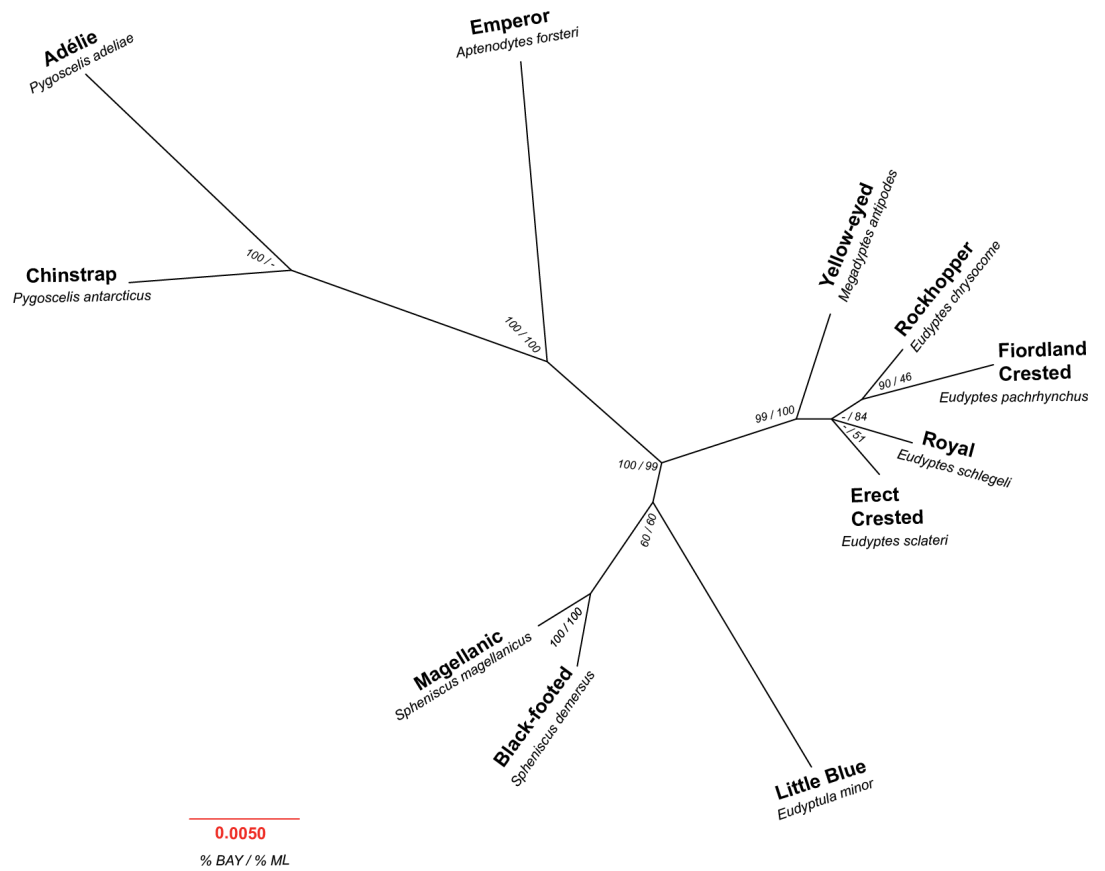 Emperor
Aptenodytes forsteri
Adélie
Pygoscelis adeliae
Yellow-eyed
Megadyptes antipodes
Rockhopper
Eudyptes chrysocome
100 / -
Chinstrap
Pygoscelis antarcticus
100 / 100
Fiordland
Crested
Eudyptes pachrhynchus
90 / 46
99 / 100
- / 84
- / 51
Royal
Eudyptes schlegeli
100 / 99
Erect
Crested
Eudyptes sclateri
60 / 60
100 / 100
Magellanic
Spheniscus magellanicus
Black-footed
Spheniscus demersus
Little Blue
Eudyptula minor
0.0050
% BAY / % ML